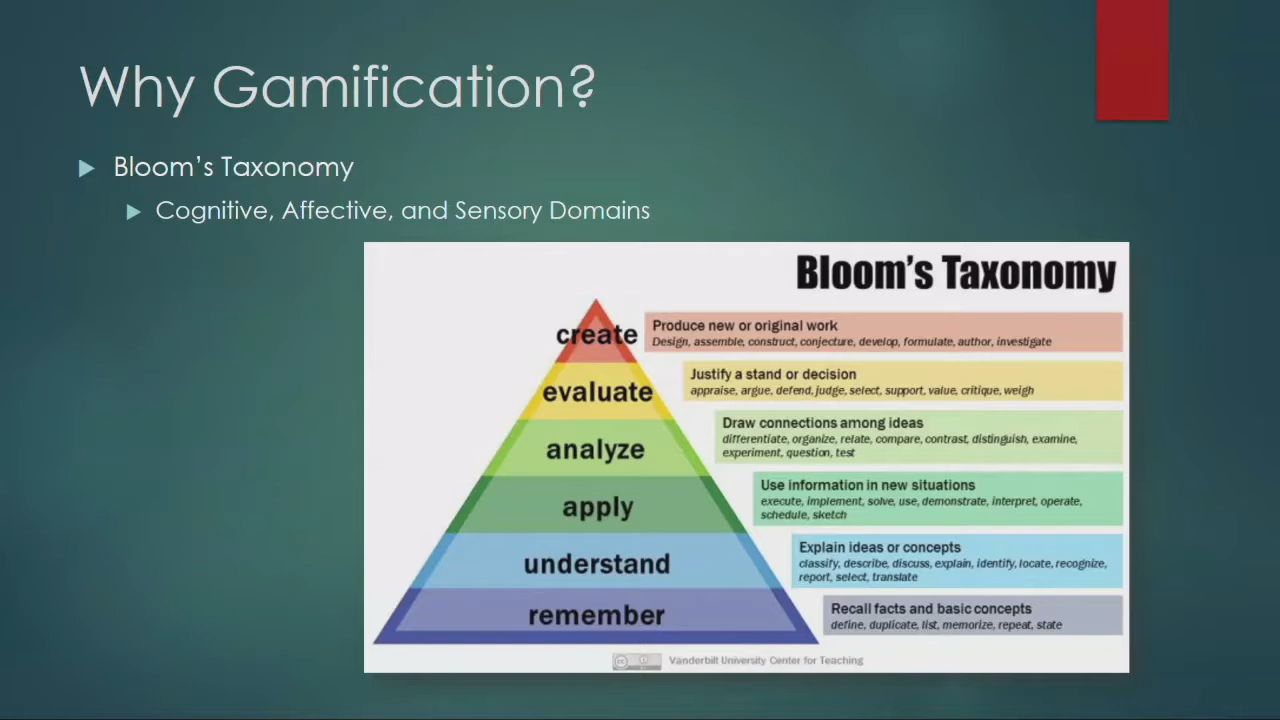 Why Gamification?
Bloom's Taxonomy
Cognitive, Affective, and Sensory Domains
Bloom's Taxonomy
create
Produce new or original work
Design, assemble, construct, conjecture, develop, formulate, author, investigate
evaluate
Justify a stand or decision
appraise, argue, defend, judge, select, support, value, critique, weigh
analyze
Draw connections among ideas
differentiate, organize, relate, compare, contrast, distinguish, examine,
experiment, question, test
apply
Use information in new situations
execute, implement, solve, use, demonstrate, interpret, operate,
schedule, sketch
understand
Explain ideas or concepts
classify, describe, discuss, explain, identify, locate, recognize,
report, select, translate
remember
Recall facts and basic concepts
define, duplicate, list, memorize, repeat, state
cc Vanderbilt University Center for Teaching